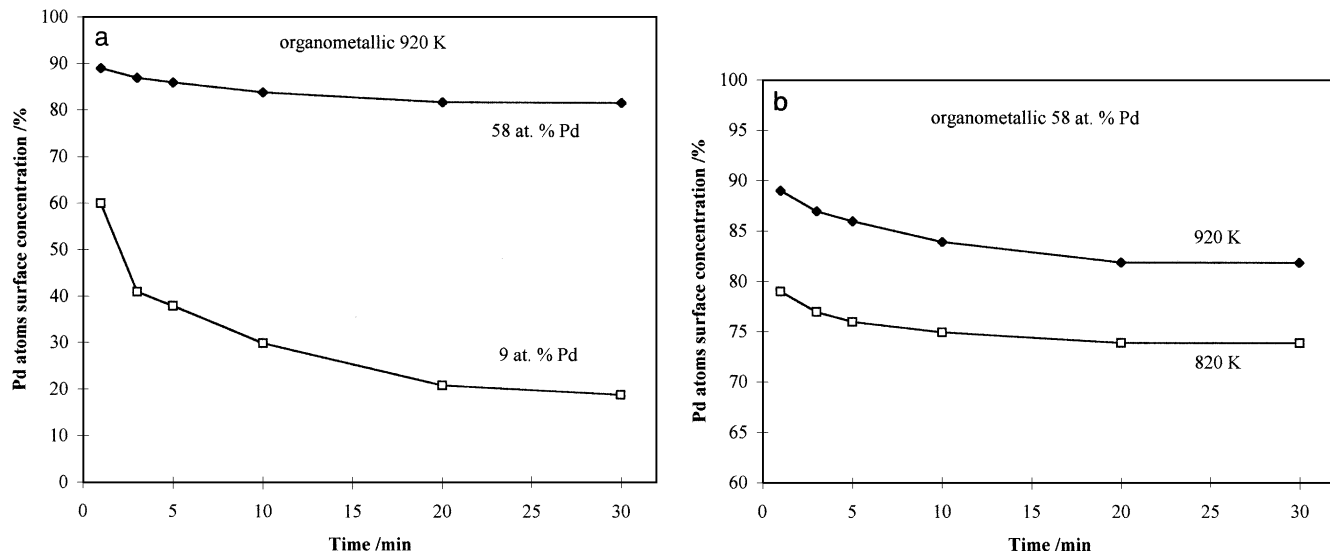 a
organometallic 920 K
100
90
80
70
60
50
40
30
20
10
0
58 at. % Pd
9 at. % Pd
Pd atoms surface concentration /%
0 5 10 15 20 25 30
Time /min
b
organometallic 58 at. % Pd
100
95
90
85
80
75
70
65
60
920 K
820 K
Pd atoms surface concentration /%
0 5 10 15 20 25 30
Time /min